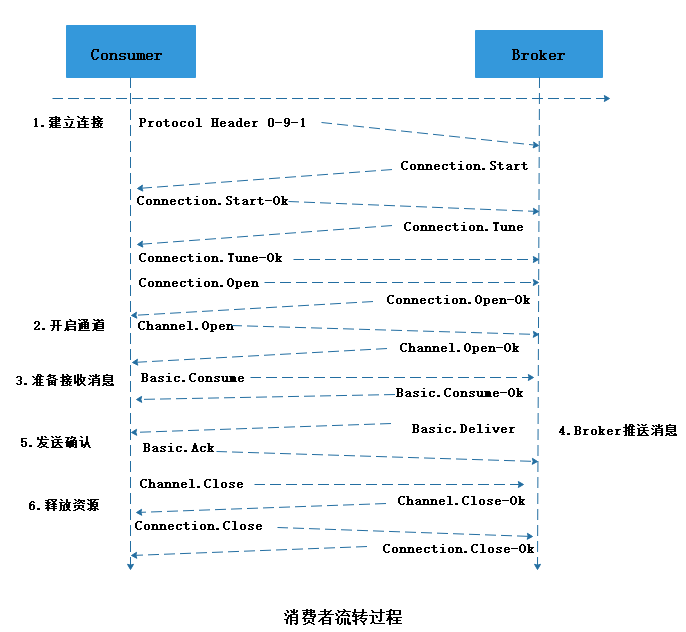 Consumer
Broker
1.建立连接
Protocol Header 0-9-1
Connection.Start
Connection.Start-Ok
Connection.Tune
Connection.Tune-Ok
Connection.Open
Connection.Open-Ok
2.开启通道
Channel.Open
Channel.Open-Ok
3.准备接收消息
Basic.Consume
Basic.Consume-Ok
Basic.Deliver
4.Broker推送消息
5.发送确认
Basic.Ack
Channel.Close
Channel.Close-Ok
6.释放资源
Connection.Close
Connection.Close-Ok
消费者流转过程